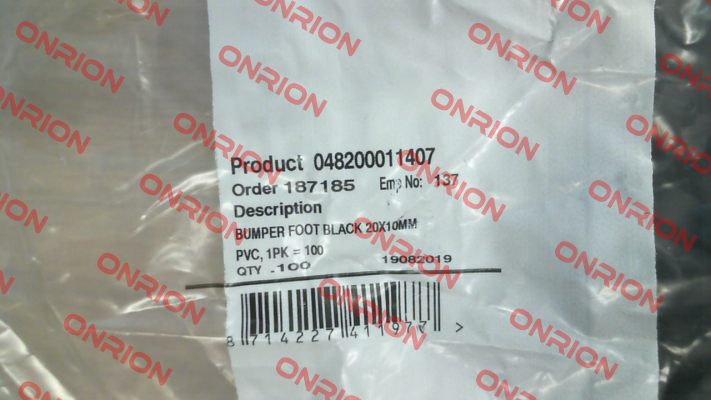 Product 048200011407
Order 187185 Emp No: 137
Description
BUMPER FOOT BLACK 20X10MM
PVC, 1PK = 100
QTY -100 19082019
8 714227 411977 >
ONRION